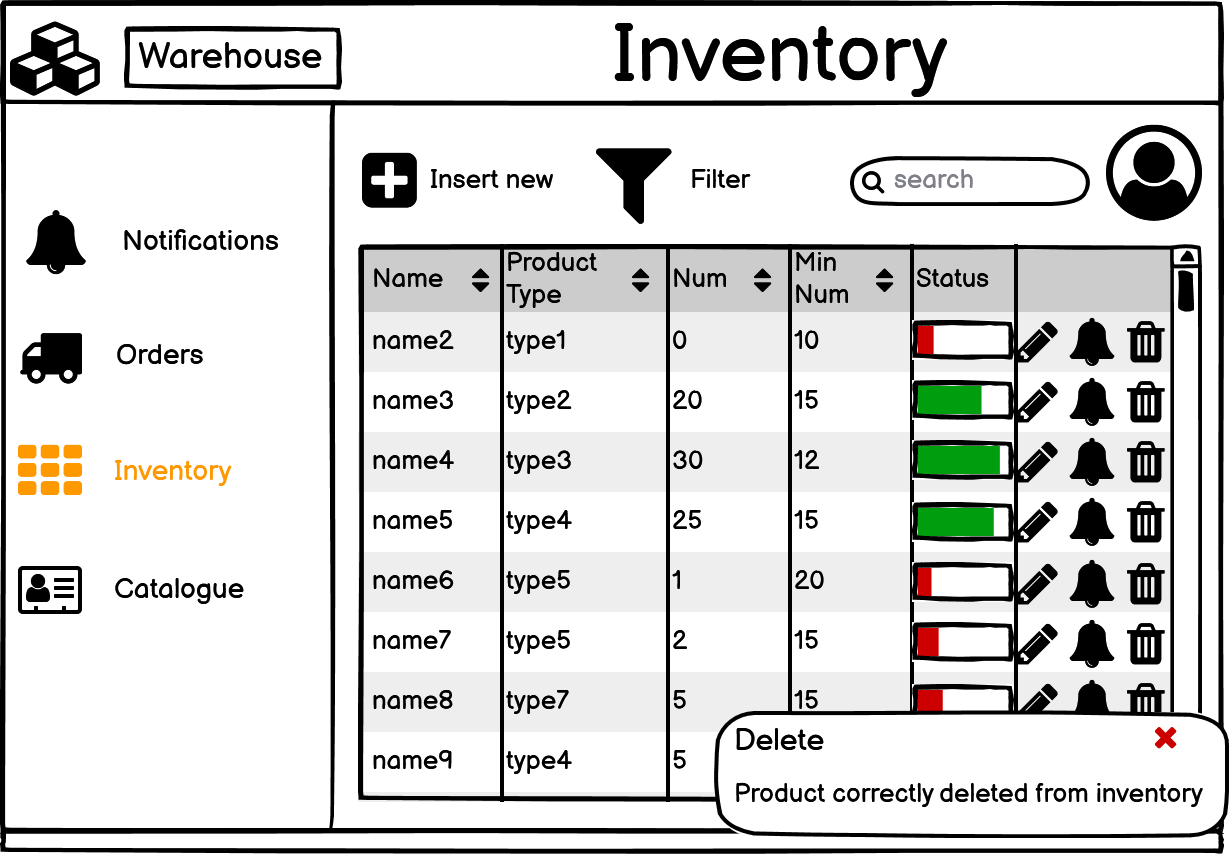 Warehouse
Inventory
Insert new
Filter
search
Notifications
Orders
Inventory
Catalogue
Name Product Type Num Min Num Status
name2 type1 0 10
name3 type2 20 15
name4 type3 30 12
name5 type4 25 15
name6 type5 1 20
name7 type5 2 15
name8 type7 5 15
name9 type4 5
Delete
Product correctly deleted from inventory